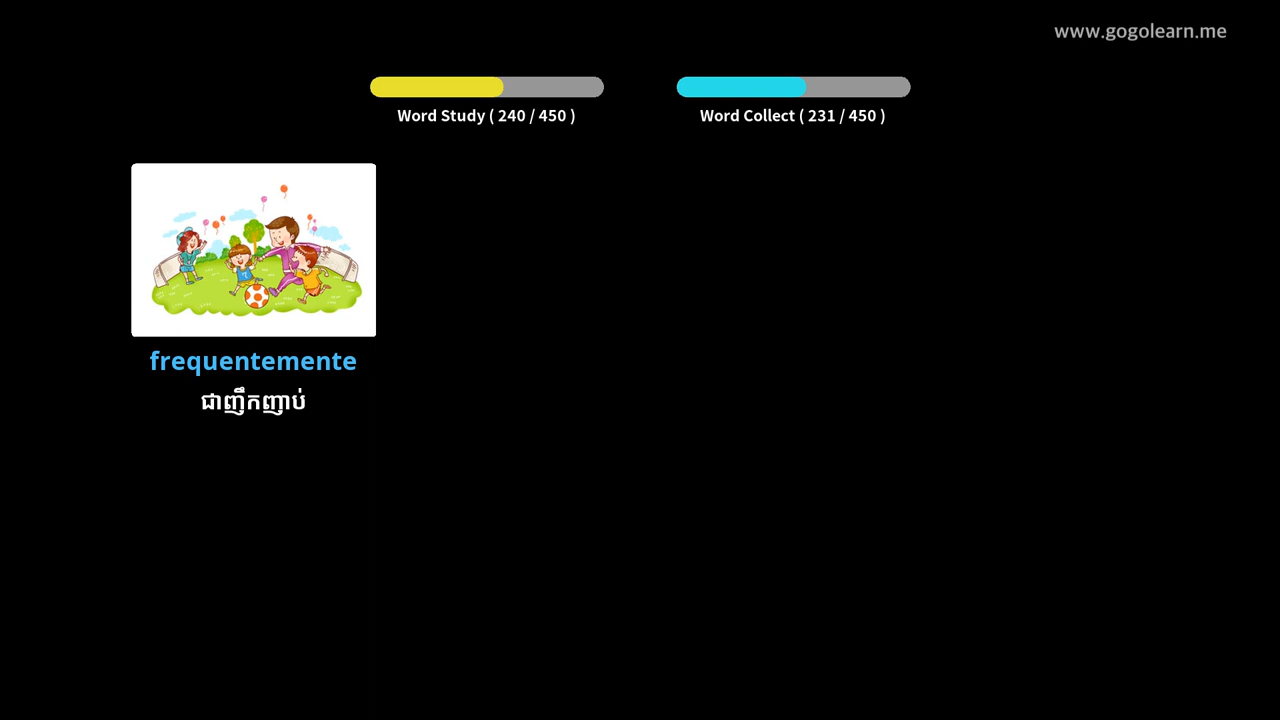 www.gogolearn.me
Word Study ( 240 / 450 )
Word Collect ( 231 / 450 )
frequentemente
ជាញឹកញាប់